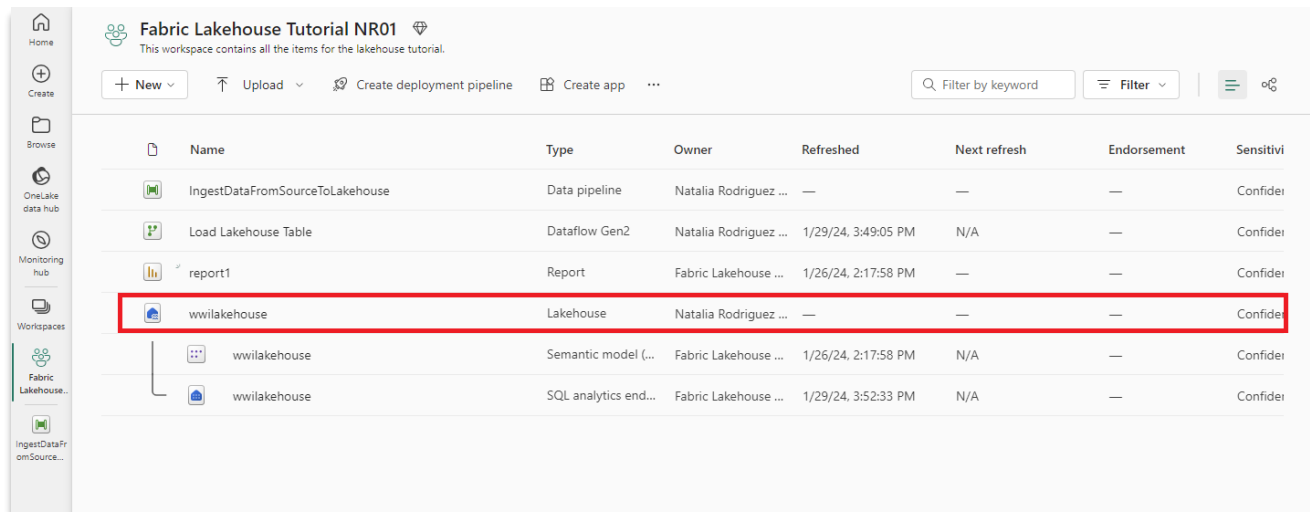 Home
Create
Browse
OneLake
data hub
Monitoring
hub
Workspaces
Fabric
Lakehouse..
IngestDataFr
omSource...
Fabric Lakehouse Tutorial NR01
This workspace contains all the items for the lakehouse tutorial.
New Upload Create deployment pipeline Create app ... Filter by keyword Filter
Name Type Owner Refreshed Next refresh Endorsement Sensitivi
IngestDataFromSourceToLakehouse Data pipeline Natalia Rodriguez ... — — — Confider
Load Lakehouse Table Dataflow Gen2 Natalia Rodriguez ... 1/29/24, 3:49:05 PM N/A — Confider
report1 Report Fabric Lakehouse ... 1/26/24, 2:17:58 PM — — Confider
wwilakehouse Lakehouse Natalia Rodriguez ... — — — Confider
wwilakehouse Semantic model (... Fabric Lakehouse ... 1/26/24, 2:17:58 PM N/A — Confider
wwilakehouse SQL analytics end... Fabric Lakehouse ... 1/29/24, 3:52:33 PM N/A — Confider